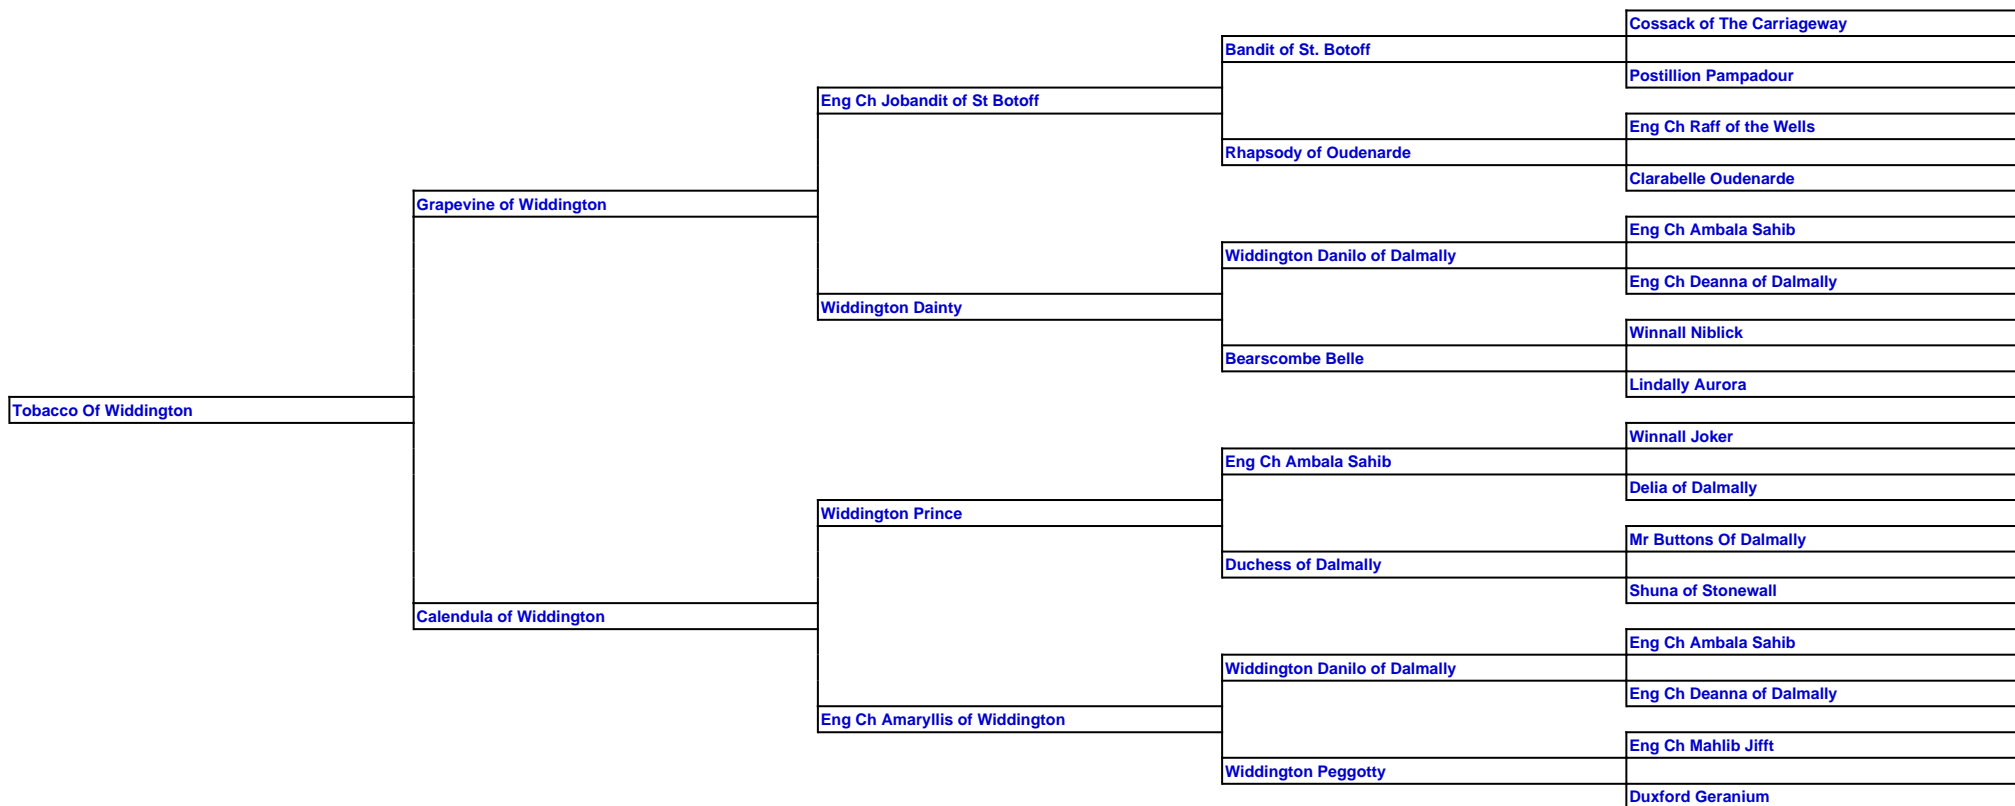 Cossack of The Carriageway
Bandit of St. Botoff
Postillion Pampadour
Eng Ch Jobandit of St Botoff
Eng Ch Raff of the Wells
Rhapsody of Oudenarde
Clarabelle Oudenarde
Grapevine of Widdington
Eng Ch Ambala Sahib
Widdington Danilo of Dalmally
Eng Ch Deanna of Dalmally
Widdington Dainty
Winnall Niblick
Bearscombe Belle
Lindally Aurora
Tobacco Of Widdington
Winnall Joker
Eng Ch Ambala Sahib
Delia of Dalmally
Widdington Prince
Mr Buttons Of Dalmally
Duchess of Dalmally
Shuna of Stonewall
Calendula of Widdington
Eng Ch Ambala Sahib
Widdington Danilo of Dalmally
Eng Ch Deanna of Dalmally
Eng Ch Amaryllis of Widdington
Eng Ch Mahlib Jifft
Widdington Peggotty
Duxford Geranium